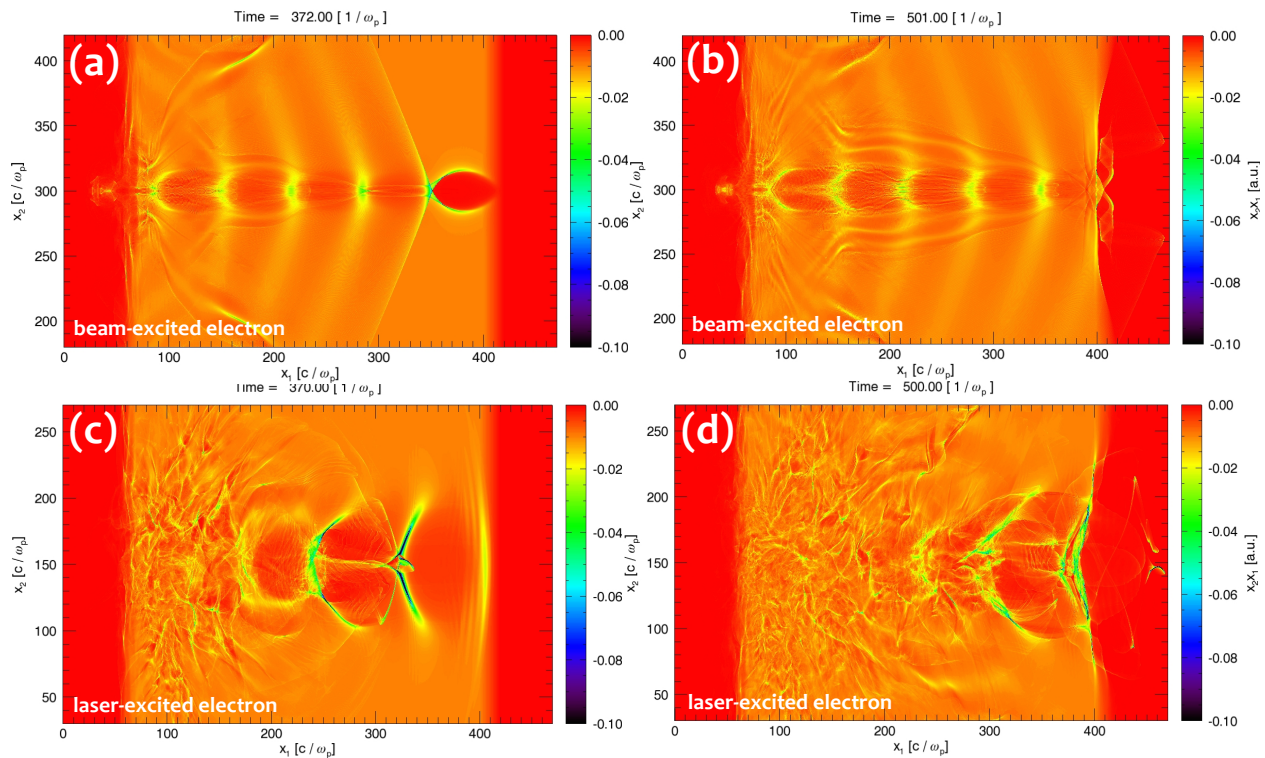 Time = 372.00 [ 1 / ωp ]
(a)
400
350
300
250
200
x2 [ c / ωp ]
0 100 200 300 400
x1 [ c / ωp ]
beam-excited electron
0.00
-0.02
-0.04
-0.06
-0.08
-0.10
Time = 501.00 [ 1 / ωp ]
(b)
400
350
300
250
200
x2 [ c / ωp ]
0 100 200 300 400
x1 [ c / ωp ]
beam-excited electron
0.00
-0.02
-0.04
-0.06
-0.08
-0.10
x2x1 [a.u.]
Time = 370.00 [ 1 / ωp ]
(c)
250
200
150
100
50
x2 [ c / ωp ]
0 100 200 300 400
x1 [ c / ωp ]
laser-excited electron
0.00
-0.02
-0.04
-0.06
-0.08
-0.10
Time = 500.00 [ 1 / ωp ]
(d)
250
200
150
100
50
x2 [ c / ωp ]
0 100 200 300 400
x1 [ c / ωp ]
laser-excited electron
0.00
-0.02
-0.04
-0.06
-0.08
-0.10
x2x1 [a.u.]